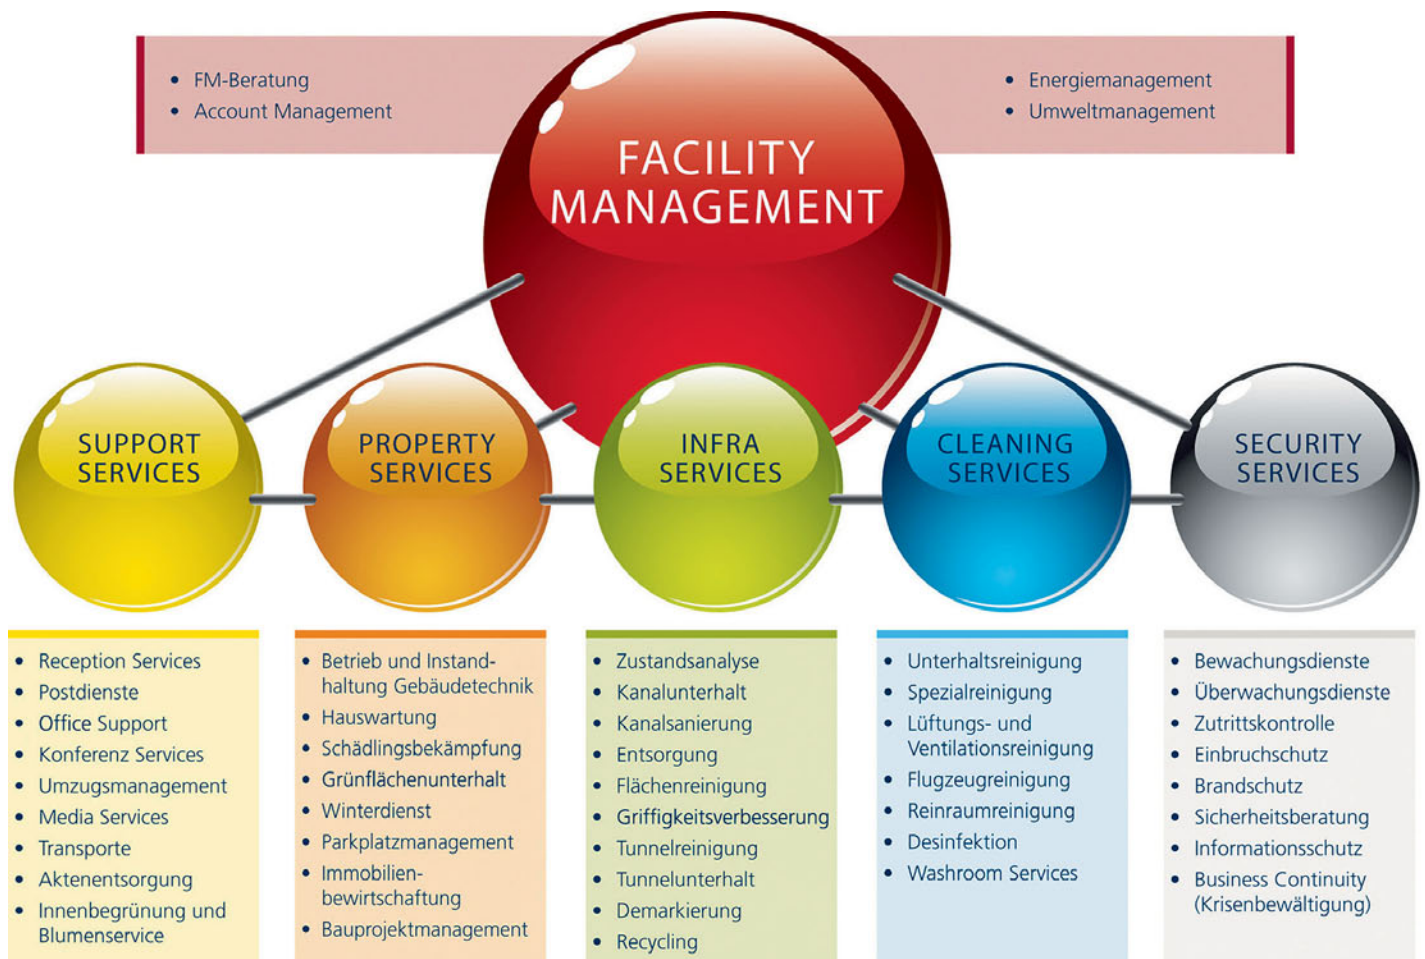 • FM-Beratung
• Account Management
• Energiemanagement
• Umweltmanagement
FACILITY
MANAGEMENT
SUPPORT
SERVICES
PROPERTY
SERVICES
INFRA
SERVICES
CLEANING
SERVICES
SECURITY
SERVICES
• Reception Services
• Postdienste
• Office Support
• Konferenz Services
• Umzugsmanagement
• Media Services
• Transporte
• Aktenentsorgung
• Innenbegrünung und
Blumenservice
• Betrieb und Instand-
haltung Gebäudetechnik
• Hauswartung
• Schädlingsbekämpfung
• Grünflächenunterhalt
• Winterdienst
• Parkplatzmanagement
• Immobilien-
bewirtschaftung
• Bauprojektmanagement
• Zustandsanalyse
• Kanalunterhalt
• Kanalsanierung
• Entsorgung
• Flächenreinigung
• Griffigkeitsverbesserung
• Tunnelreinigung
• Tunnelunterhalt
• Demarkierung
• Recycling
• Unterhaltsreinigung
• Spezialreinigung
• Lüftungs- und
Ventilationsreinigung
• Flugzeugreinigung
• Reinraumreinigung
• Desinfektion
• Washroom Services
• Bewachungsdienste
• Überwachungsdienste
• Zutrittskontrolle
• Einbruchschutz
• Brandschutz
• Sicherheitsberatung
• Informationsschutz
• Business Continuity
(Krisenbewältigung)